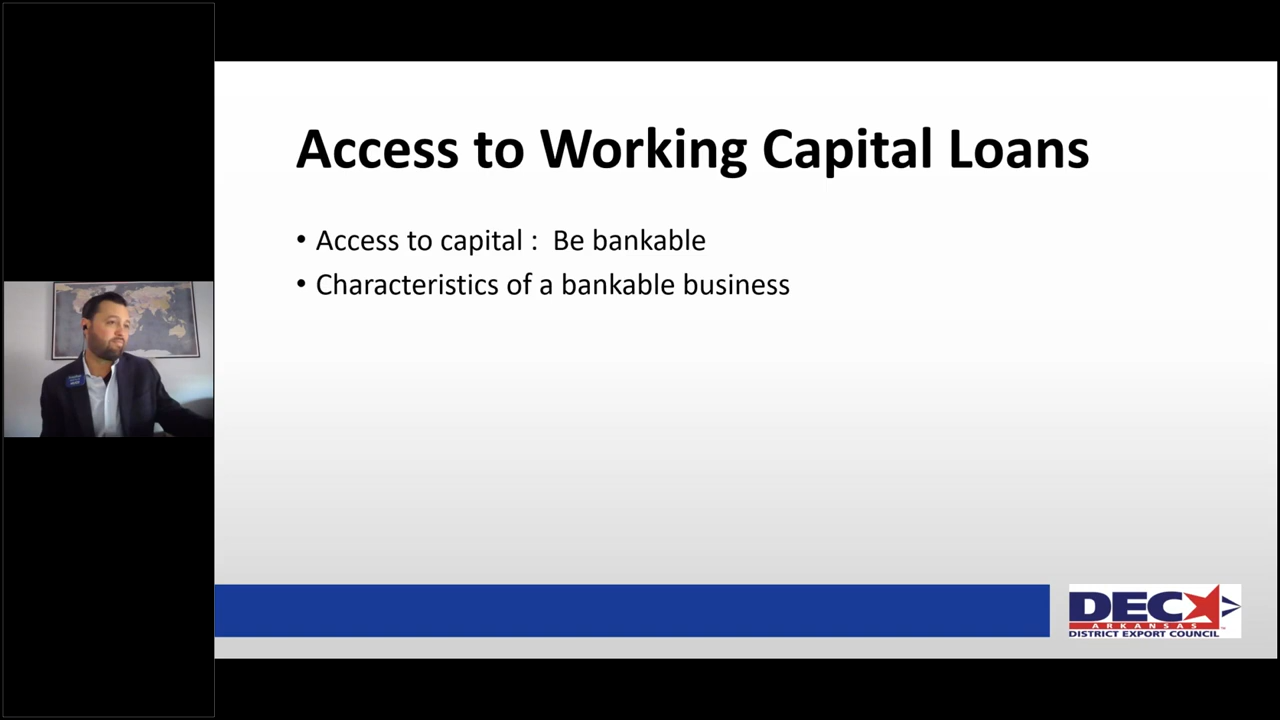 Access to Working Capital Loans
• Access to capital : Be bankable
• Characteristics of a bankable business
DEC
ARKANSAS
DISTRICT EXPORT COUNCIL